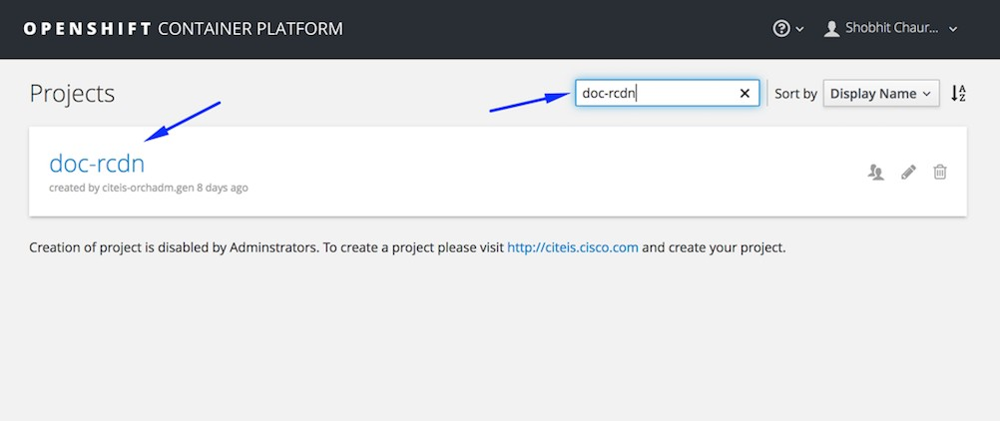 OPENSHIFT CONTAINER PLATFORM
Shobhit Chaur...
Projects
doc-rcdn
Sort by
Display Name
A
Z
doc-rcdn
created by citeis-orchadm.gen 8 days ago
Creation of project is disabled by Adminstrators. To create a project please visit http://citeis.cisco.com and create your project.